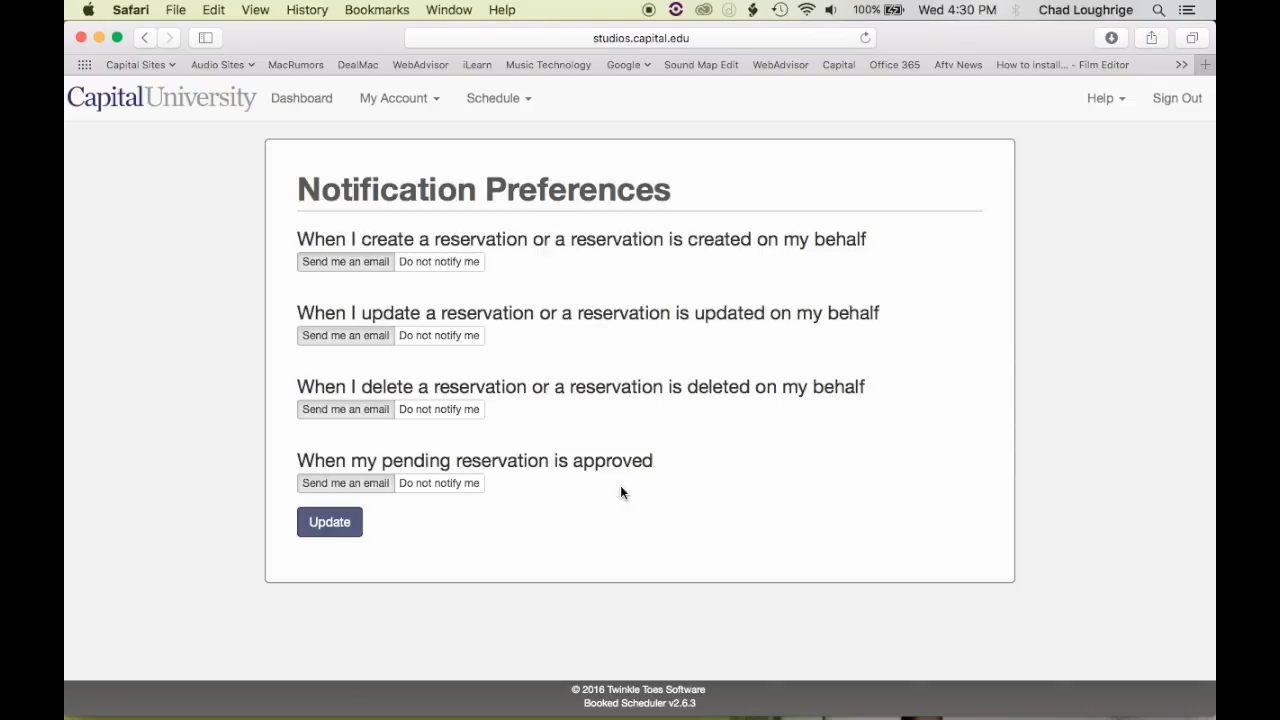 Safari File Edit View History Bookmarks Window Help 100% Wed 4:30 PM Chad Loughrige
studios.capital.edu
Capital Sites Audio Sites MacRumors DealMac WebAdvisor iLearn Music Technology Google Sound Map Edit WebAdvisor Capital Office 365 Aftv News How to install... - Film Editor >> +
CapitalUniversity Dashboard My Account Schedule Help Sign Out
Notification Preferences
When I create a reservation or a reservation is created on my behalf
Send me an email Do not notify me
When I update a reservation or a reservation is updated on my behalf
Send me an email Do not notify me
When I delete a reservation or a reservation is deleted on my behalf
Send me an email Do not notify me
When my pending reservation is approved
Send me an email Do not notify me
Update
© 2016 Twinkle Toes Software
Booked Scheduler v2.6.3